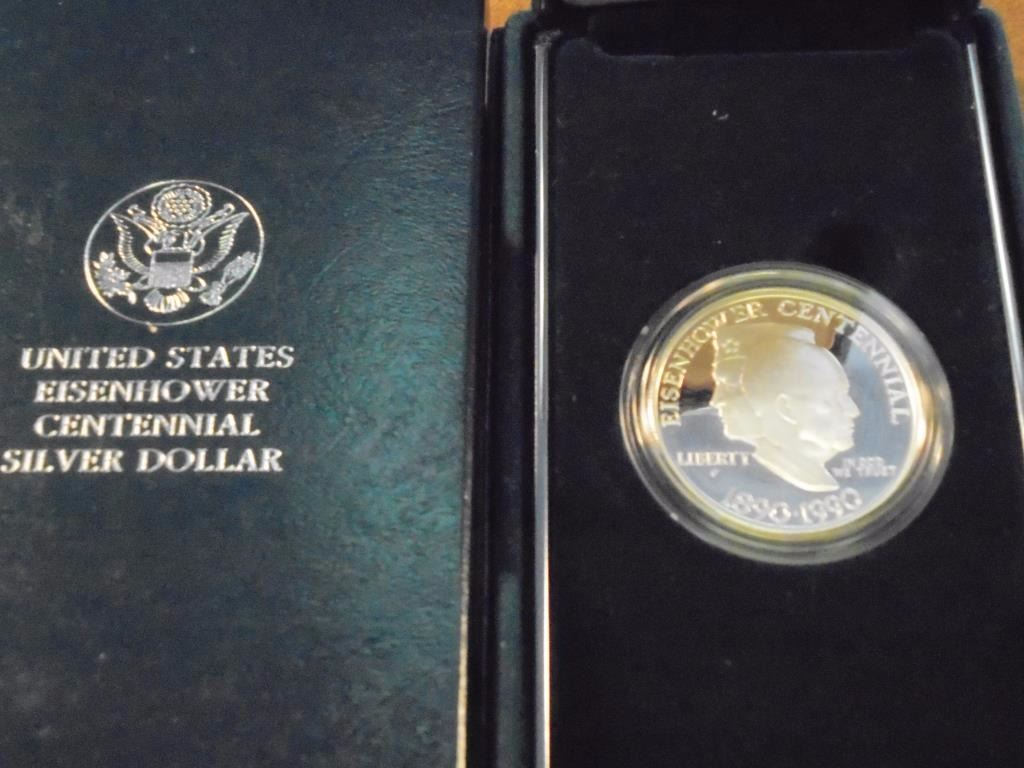 UNITED STATES
EISENHOWER
CENTENNIAL
SILVER DOLLAR
EISENHOWER CENTENNIAL
LIBERTY
IN GOD
WE TRUST
1890-1990